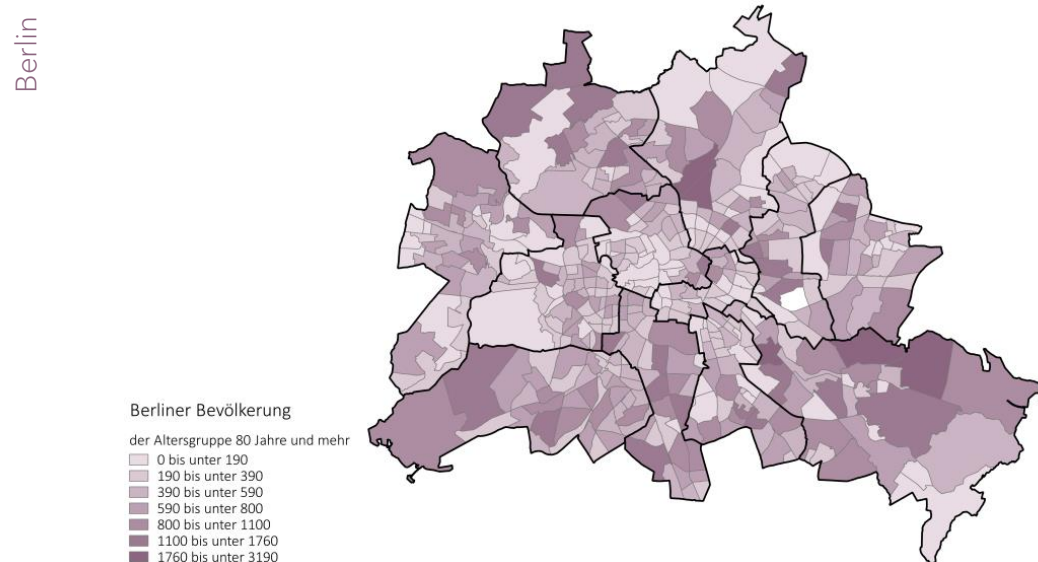 Berlin
Berliner Bevölkerung
der Altersgruppe 80 Jahre und mehr
0 bis unter 190
190 bis unter 390
390 bis unter 590
590 bis unter 800
800 bis unter 1100
1100 bis unter 1760
1760 bis unter 3190